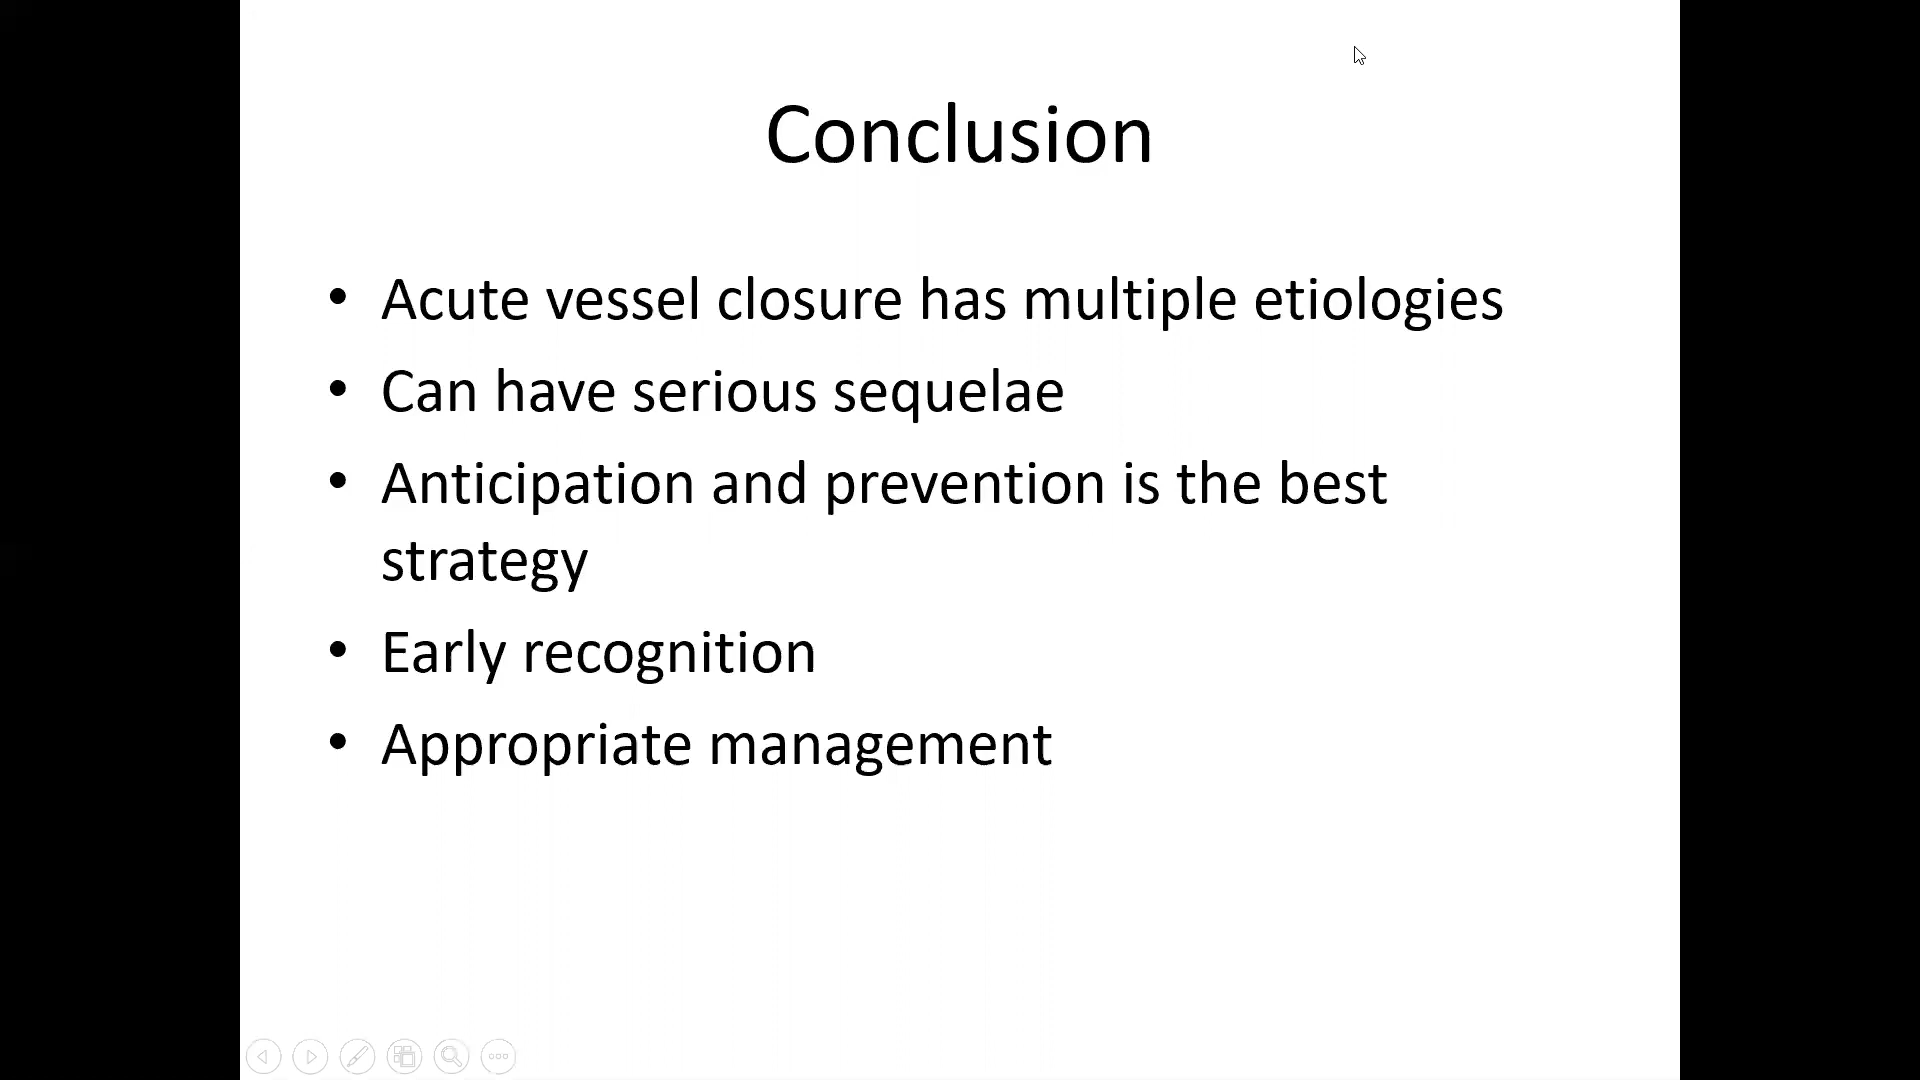 Conclusion
• Acute vessel closure has multiple etiologies
• Can have serious sequelae
• Anticipation and prevention is the best
strategy
• Early recognition
• Appropriate management